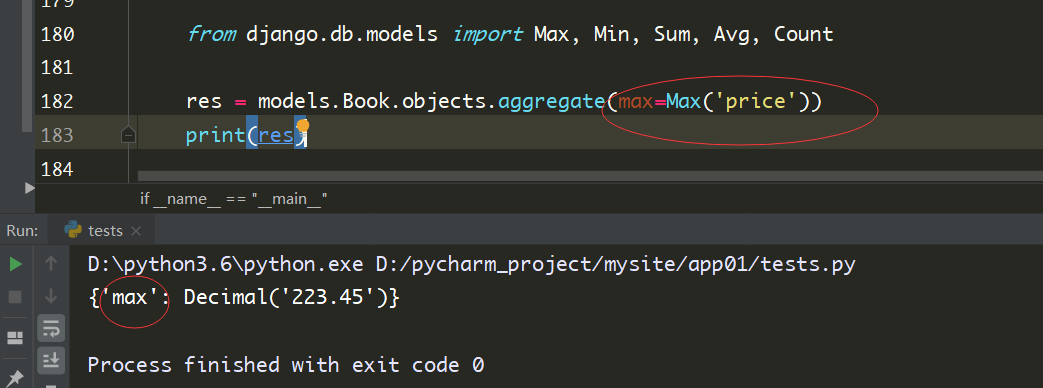 179
180 from django.db.models import Max, Min, Sum, Avg, Count
181
182 res = models.Book.objects.aggregate(max=Max('price'))
183 print(res)
184
if __name__ == "__main__"
Run: tests
D:\python3.6\python.exe D:/pycharm_project/mysite/app01/tests.py
{'max': Decimal('223.45')}
Process finished with exit code 0